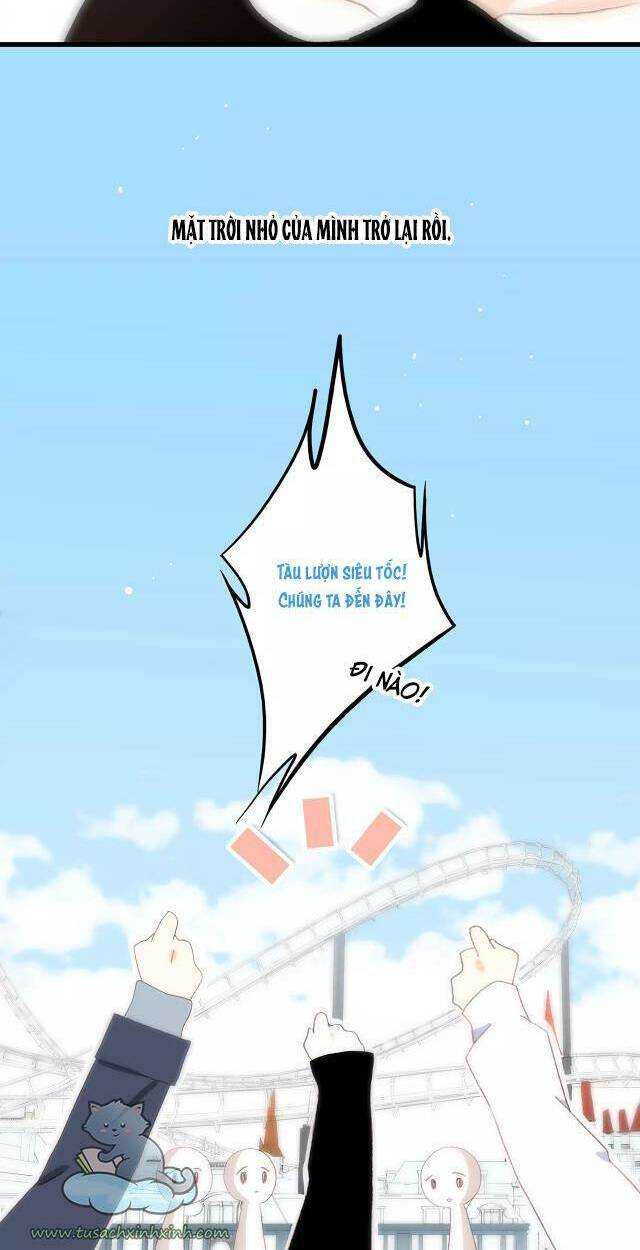 MẶT TRỜI NHỎ CỦA MÌNH TRỞ LẠI RỒI.
TÀU LƯỢN SIÊU TỐC!
CHÚNG TA ĐẾN ĐÂY!
ĐI NÀO!
www.tusachxinhxinh.com